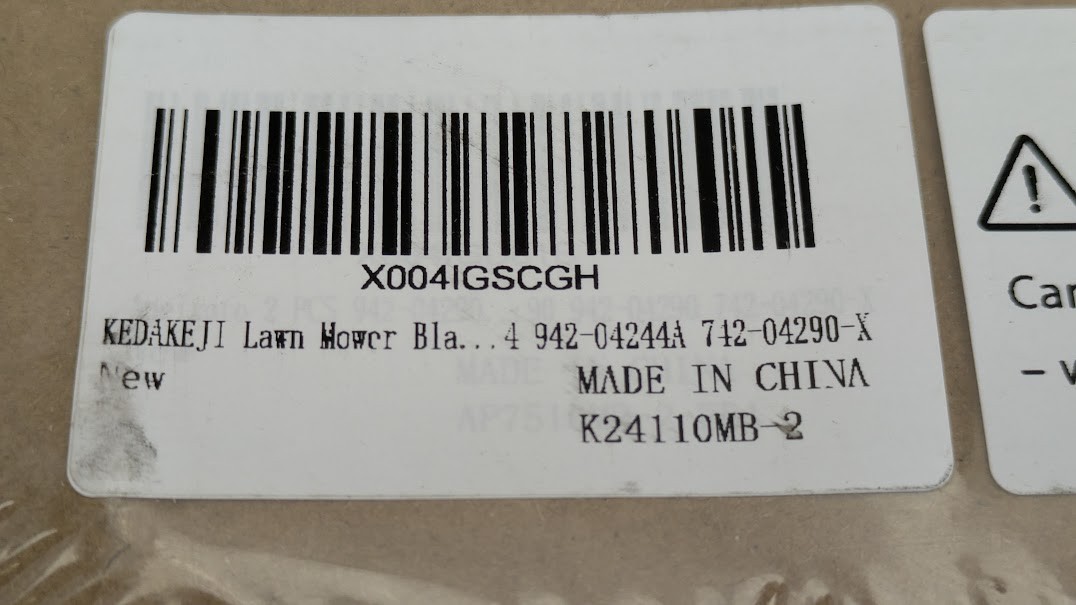 X004IGSCGH
KEDAKEJI Lawn Mower Bla...4 942-04244A 742-04290-X
New
MADE IN CHINA
K24110MB-2
Car